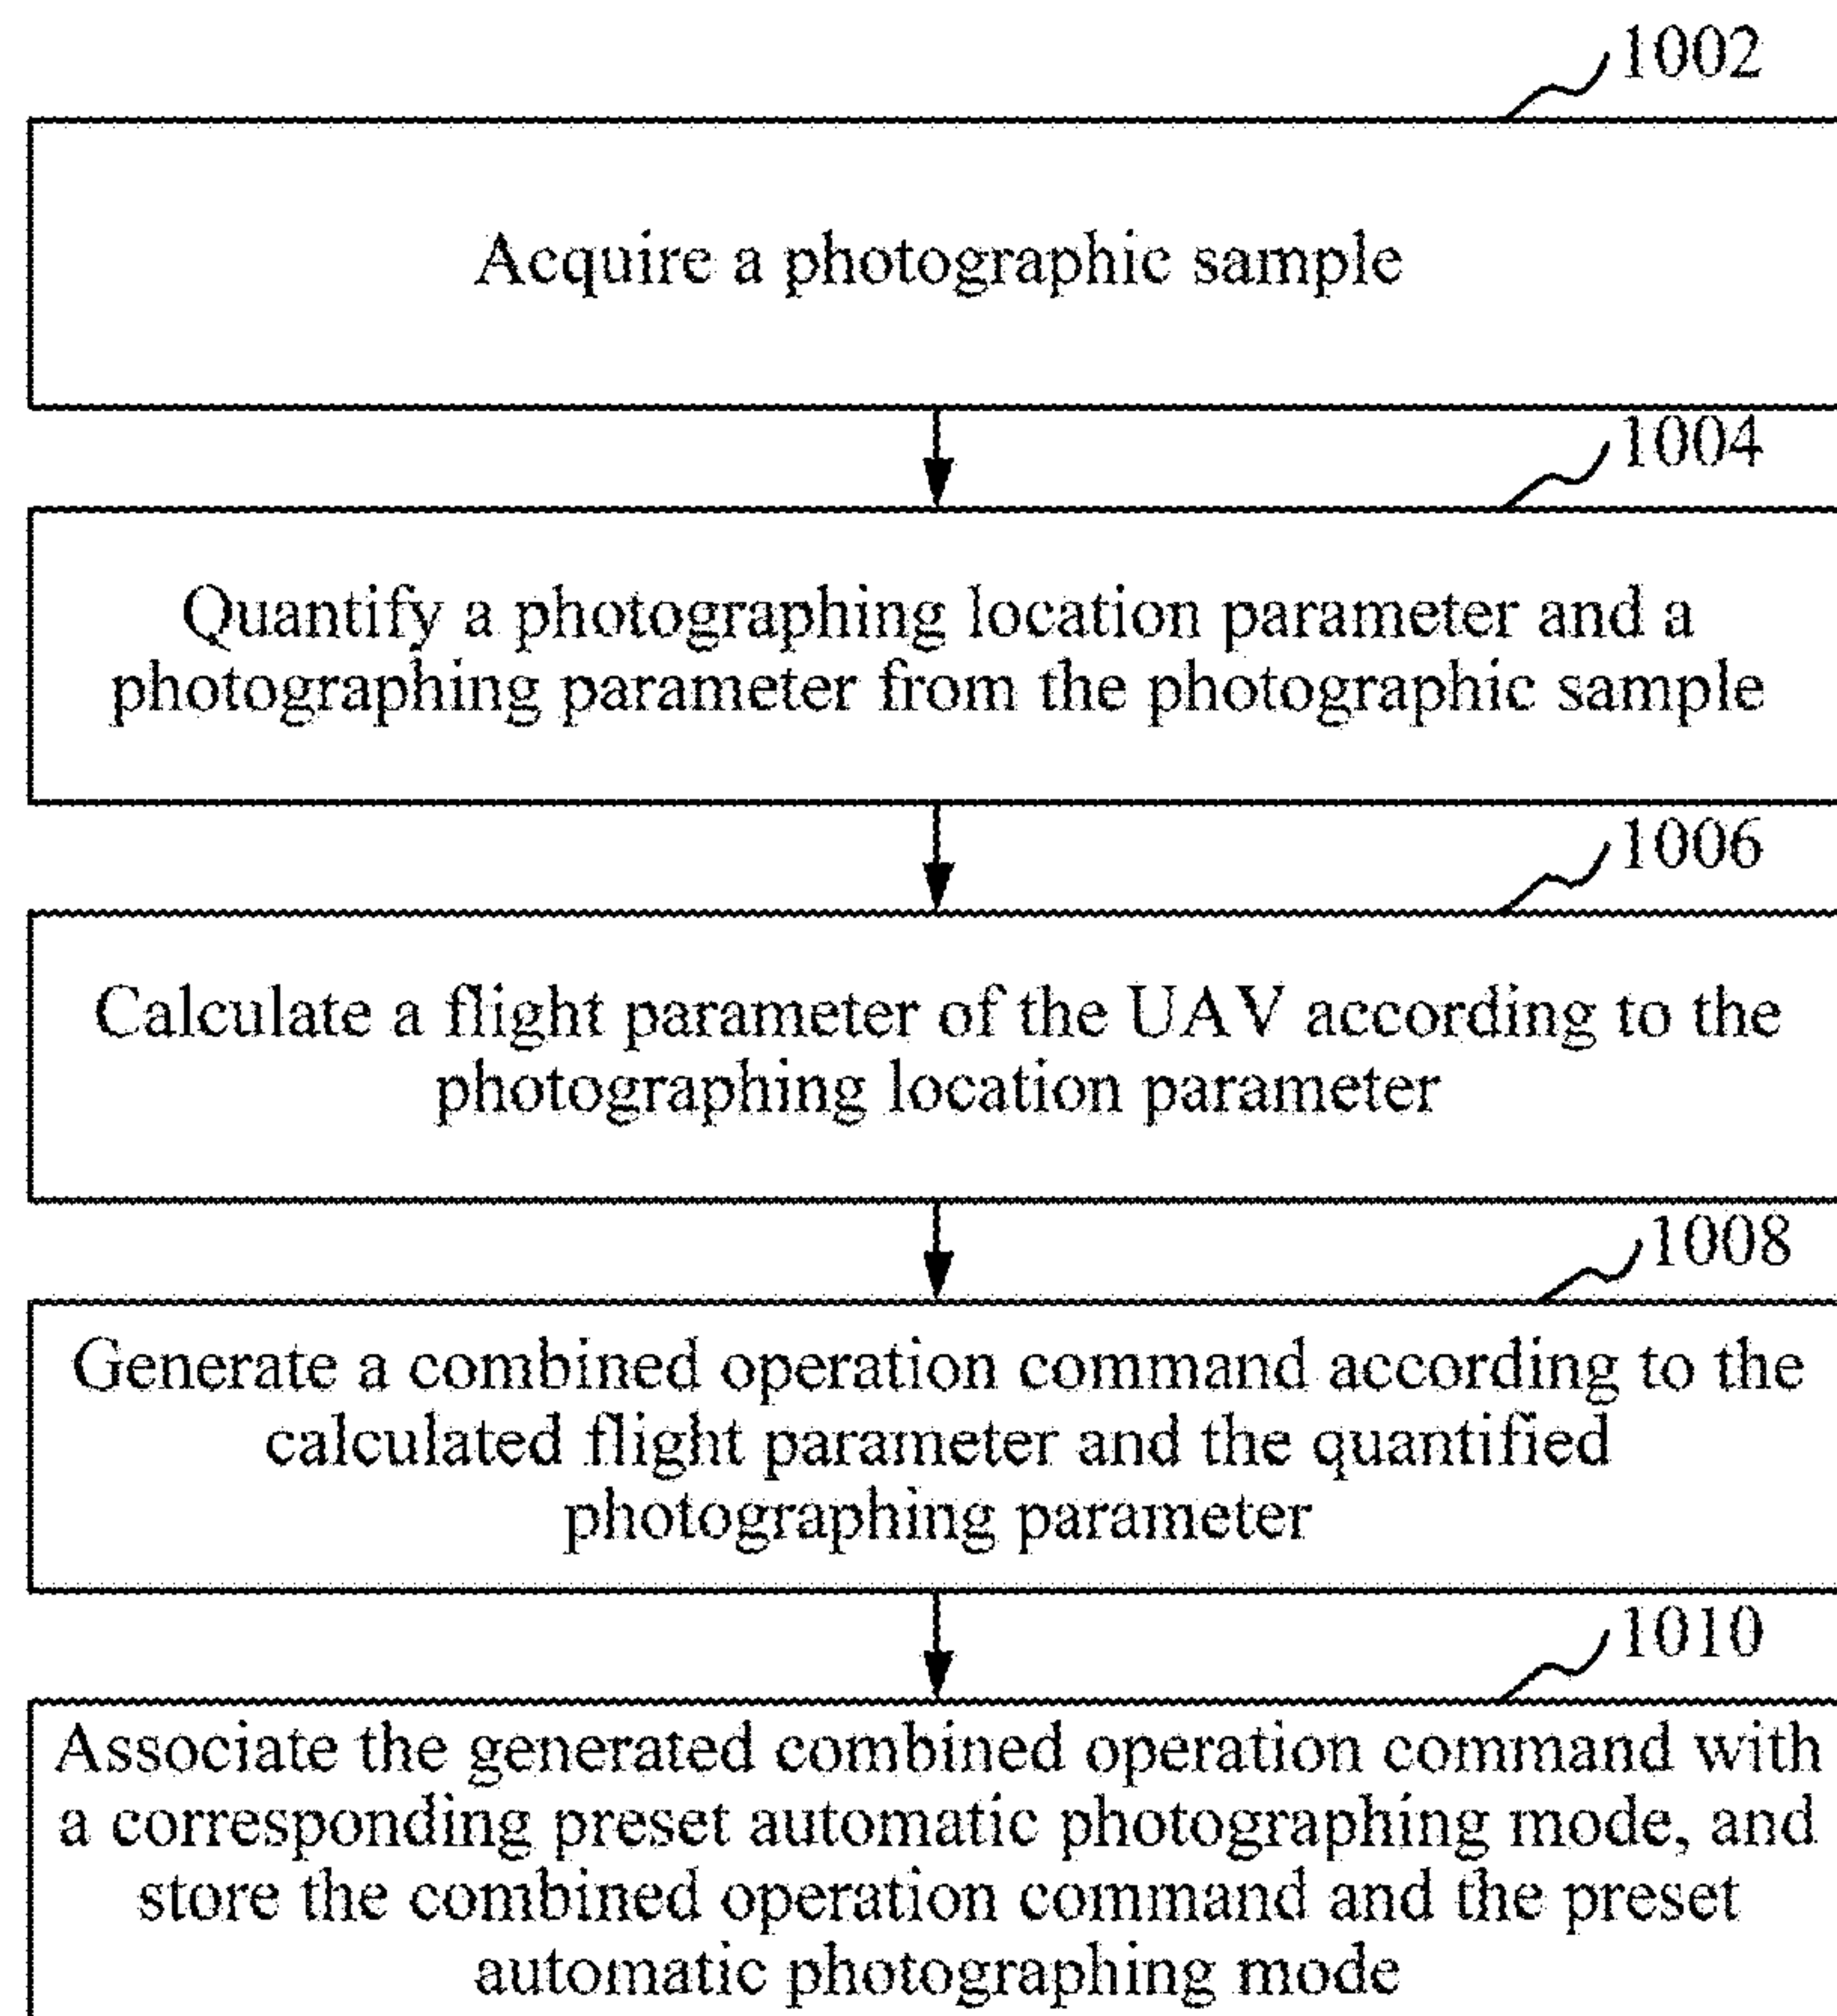 1002
Acquire a photographic sample
1004
Quantify a photographing location parameter and a
photographing parameter from the photographic sample
1006
Calculate a flight parameter of the UAV according to the
photographing location parameter
1008
Generate a combined operation command according to the
calculated flight parameter and the quantified
photographing parameter
1010
Associate the generated combined operation command with
a corresponding preset automatic photographing mode, and
store the combined operation command and the preset
automatic photographing mode